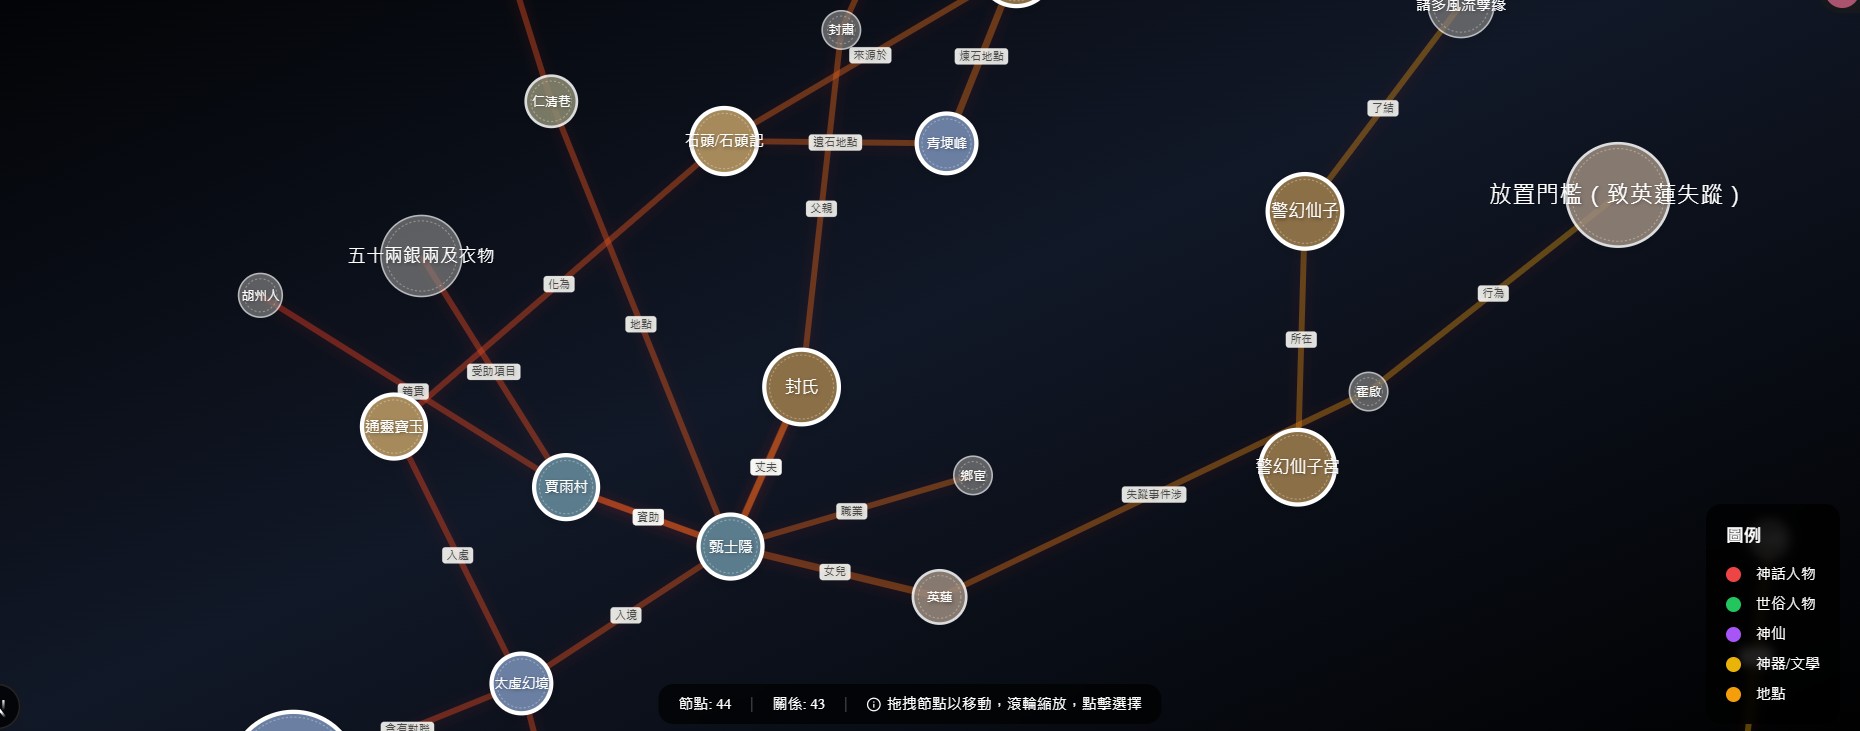 諸多風流孽緣
封肅
來源於
煉石地點
仁清巷
了結
石頭/石頭記
遺石地點
青埂峰
放置門檻(致英蓮失蹤)
父親
警幻仙子
五十兩銀兩及衣物
胡州人
化為
行為
地點
所在
受助項目
籍貫
封氏
霍啟
通靈寶玉
丈夫
警幻仙子宮
鄉宦
賈雨村
失蹤事件涉
資助
職業
甄士隱
入處
女兒
英蓮
入境
太虛幻境
含有對聯
圖例
神話人物
世俗人物
神仙
神器/文學
地點
節點: 44
關係: 43
拖拽節點以移動，滾輪縮放，點擊選擇